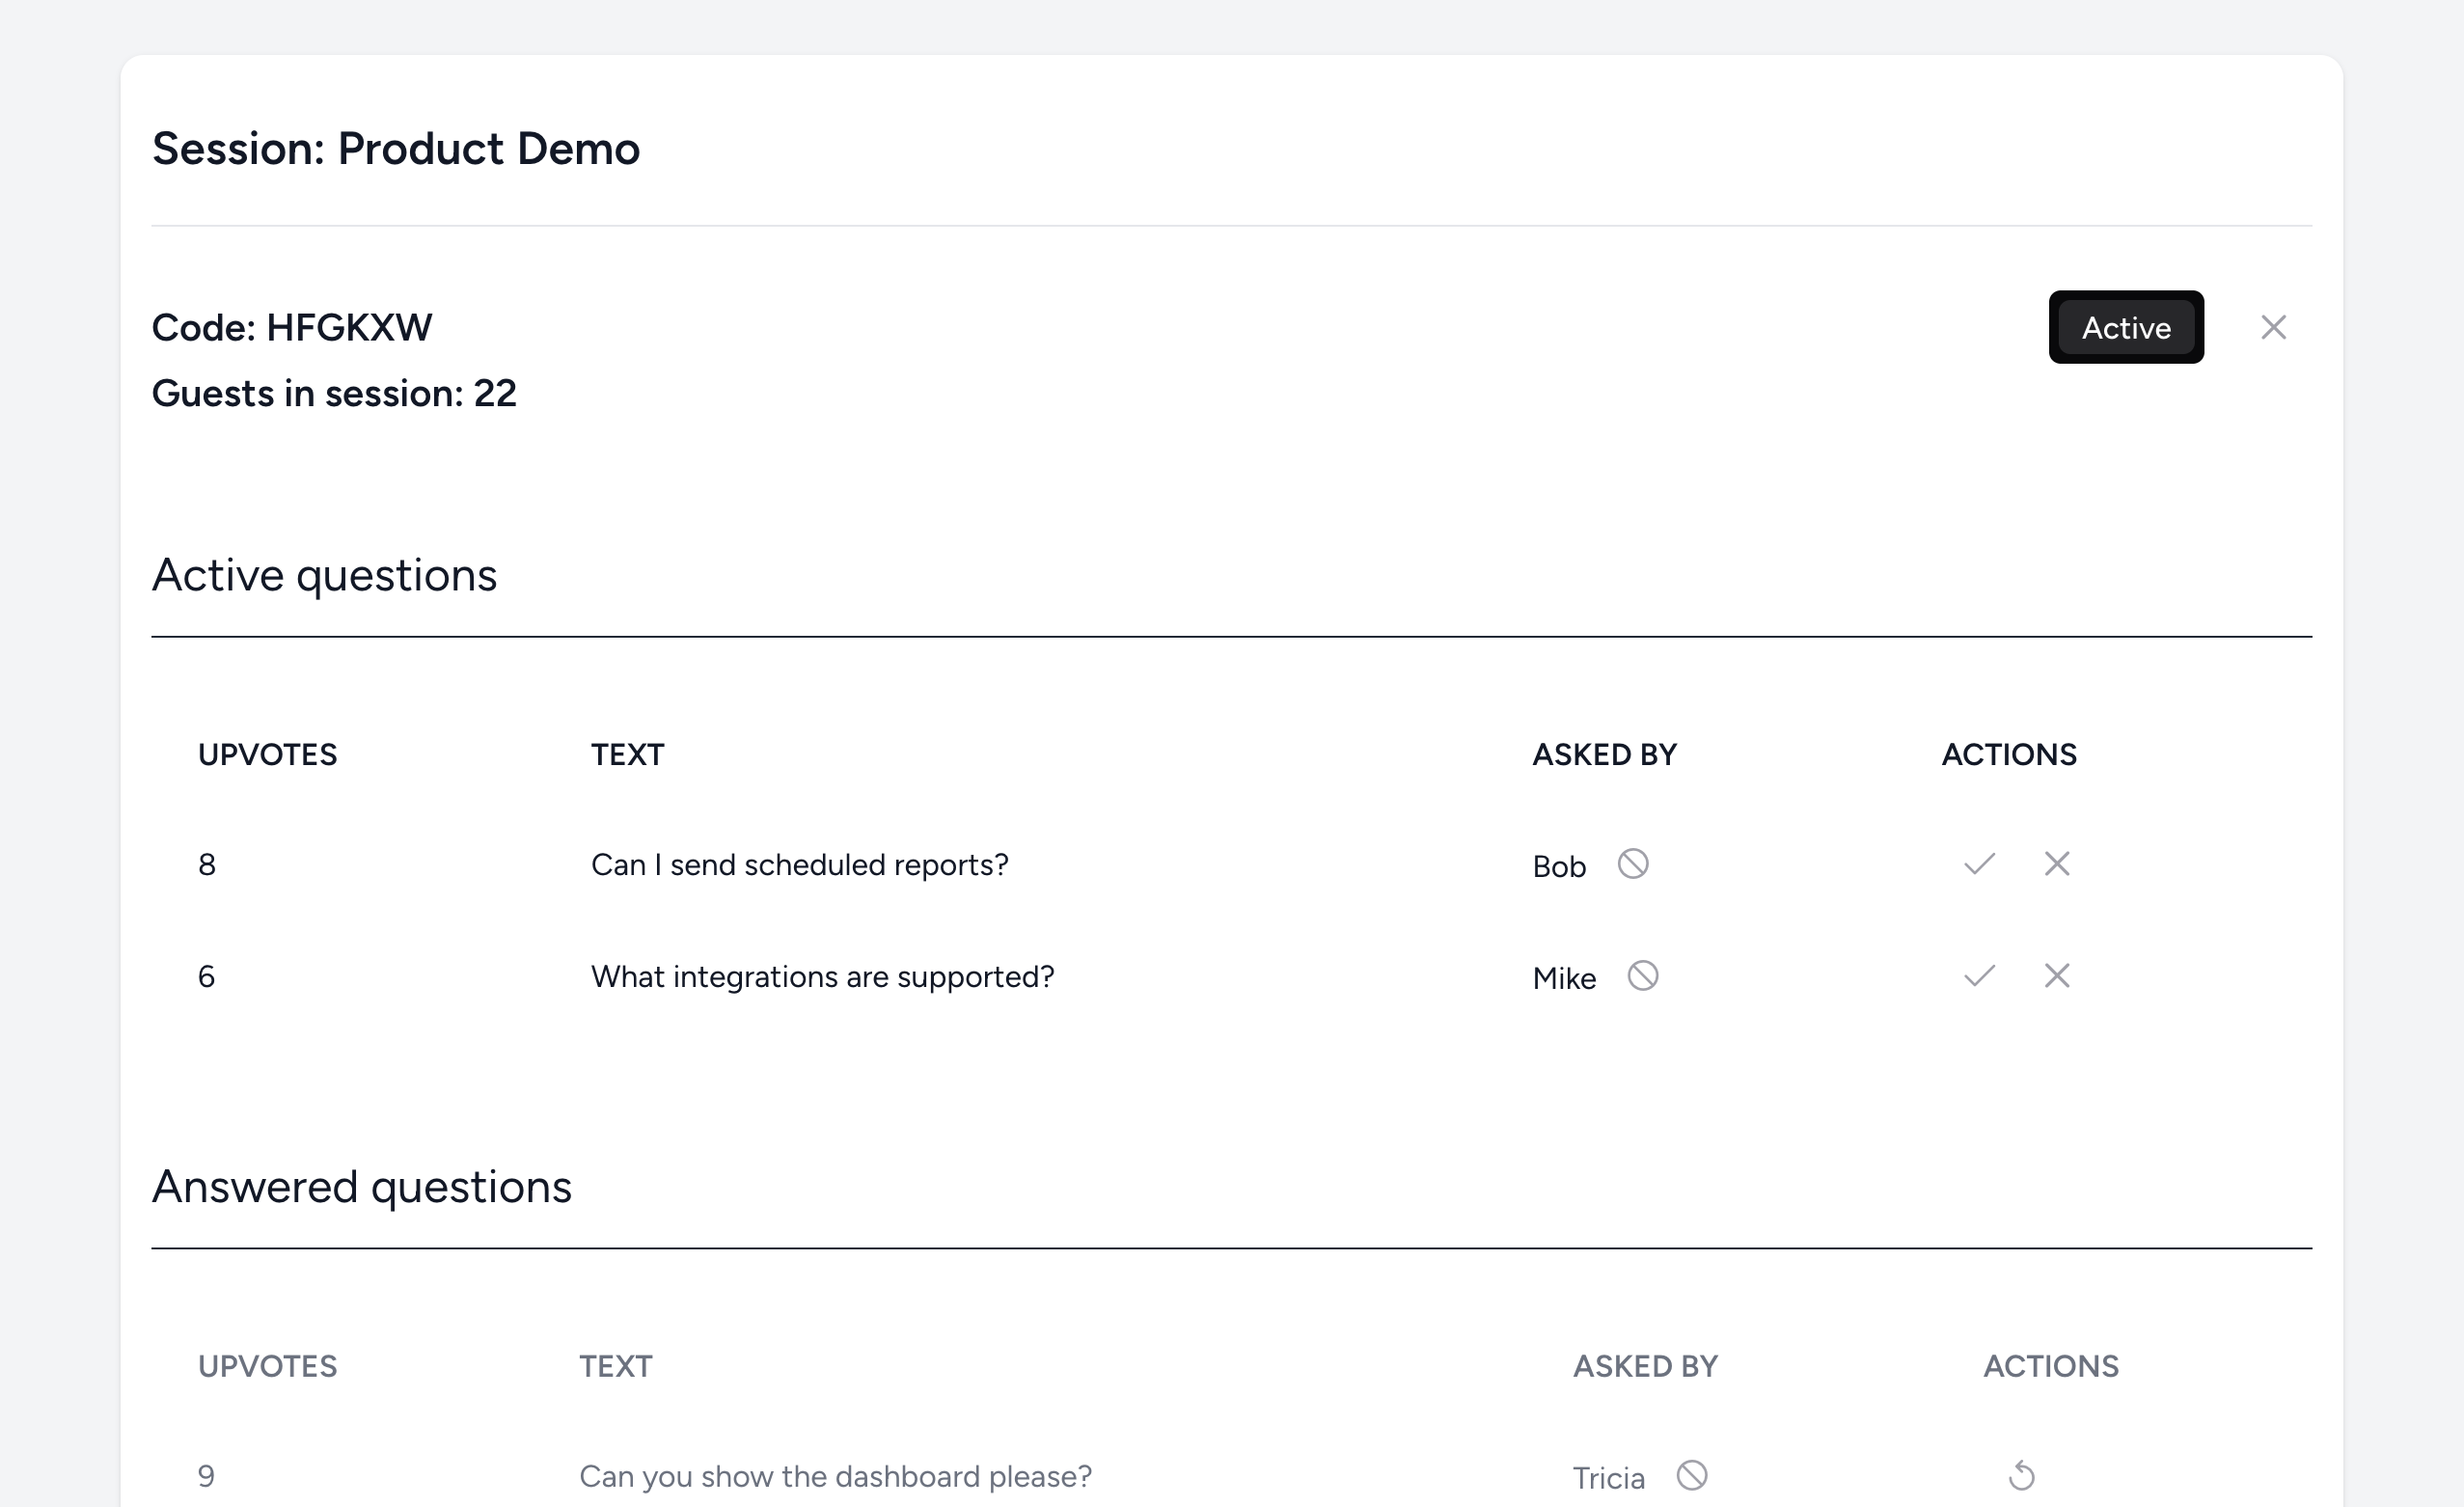 Session: Product Demo
Code: HFGKXW
Active
Guests in session: 22
Active questions
UPVOTES TEXT ASKED BY ACTIONS
8 Can I send scheduled reports? Bob
6 What integrations are supported? Mike
Answered questions
UPVOTES TEXT ASKED BY ACTIONS
9 Can you show the dashboard please? Tricia